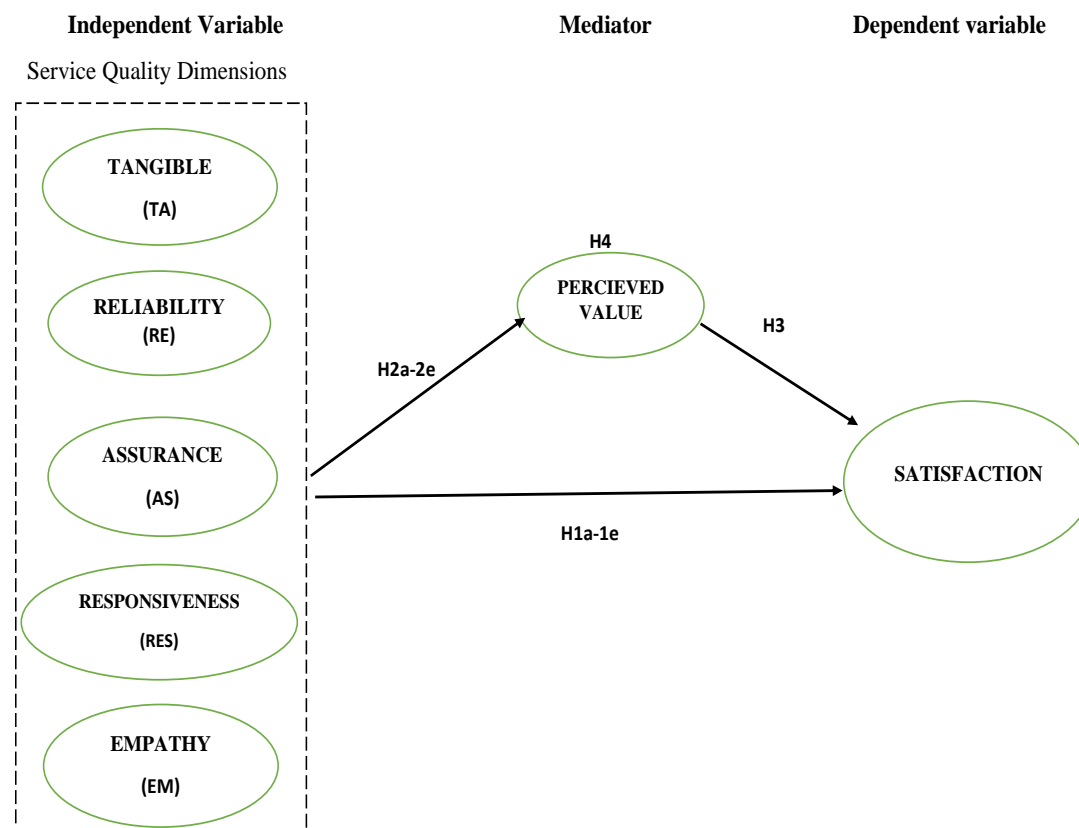 Independent Variable
Mediator
Dependent variable
Service Quality Dimensions
TANGIBLE
(TA)
RELIABILITY
(RE)
ASSURANCE
(AS)
RESPONSIVENESS
(RES)
EMPATHY
(EM)
H4
PERCIEVED
VALUE
H2a-2e
H3
H1a-1e
SATISFACTION